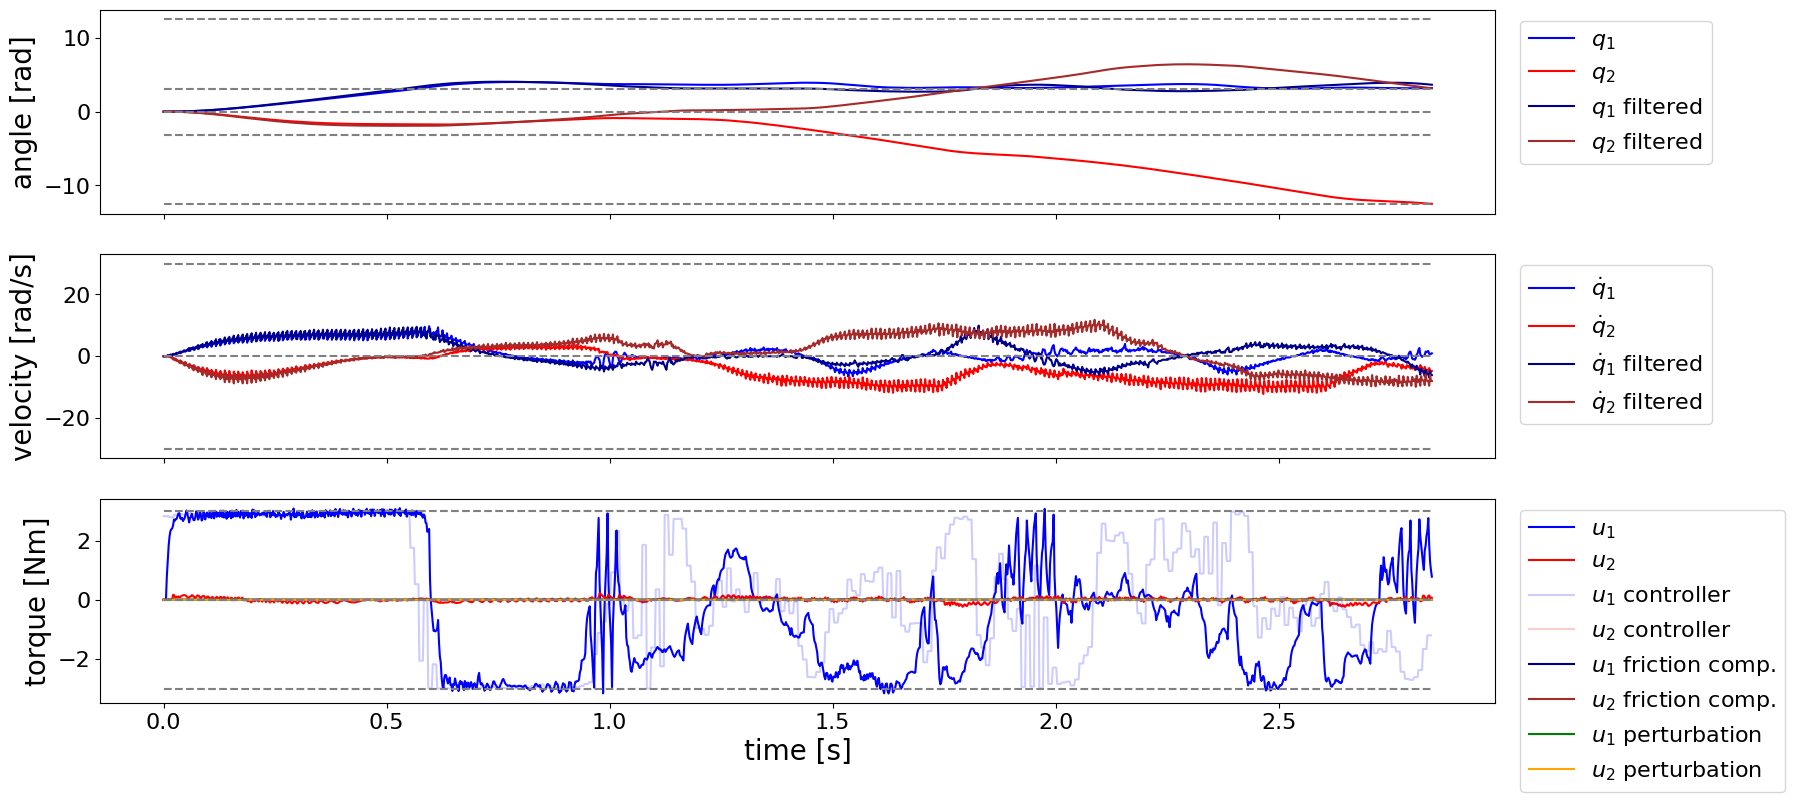 angle [rad]
10
0
−10
q₁
q₂
q₁ filtered
q₂ filtered
velocity [rad/s]
20
0
−20
q̇₁
q̇₂
q̇₁ filtered
q̇₂ filtered
torque [Nm]
2
0
−2
0.0 0.5 1.0 1.5 2.0 2.5
time [s]
u₁
u₂
u₁ controller
u₂ controller
u₁ friction comp.
u₂ friction comp.
u₁ perturbation
u₂ perturbation